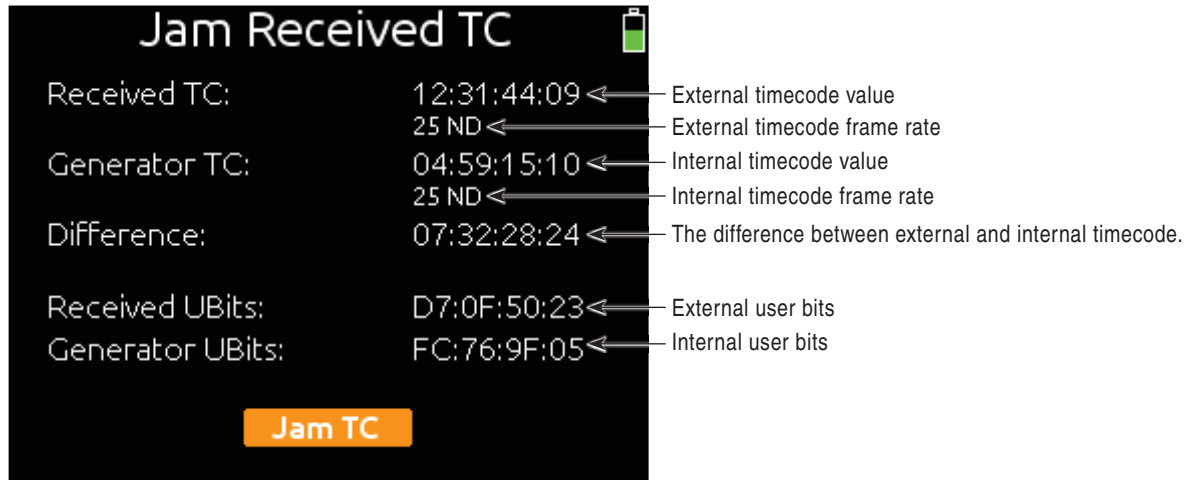 Jam Received TC
Received TC: 12:31:44:09 External timecode value
25 ND External timecode frame rate
Generator TC: 04:59:15:10 Internal timecode value
25 ND Internal timecode frame rate
Difference: 07:32:28:24 The difference between external and internal timecode.
Received UBits: D7:0F:50:23 External user bits
Generator UBits: FC:76:9F:05 Internal user bits
Jam TC